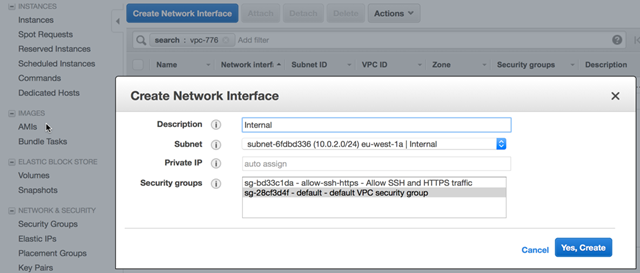 INSTANCES
Instances
Spot Requests
Reserved Instances
Scheduled Instances
Commands
Dedicated Hosts
IMAGES
AMIs
Bundle Tasks
ELASTIC BLOCK STORE
Volumes
Snapshots
NETWORK & SECURITY
Security Groups
Elastic IPs
Placement Groups
Key Pairs
Create Network Interface Attach Detach Delete Actions
search : vpc-776 Add filter
Name Network interf Subnet ID VPC ID Zone Security groups Description
Create Network Interface
Description Internal
Subnet subnet-6fdbd336 (10.0.2.0/24) eu-west-1a | Internal
Private IP auto assign
Security groups sg-bd33c1da - allow-ssh-https - Allow SSH and HTTPS traffic
sg-28cf3d4f - default - default VPC security group
Cancel Yes, Create